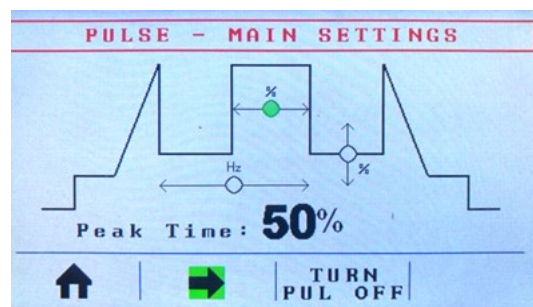 PULSE - MAIN SETTINGS
%
Hz
%
Peak Time: 50%
TURN
PUL OFF